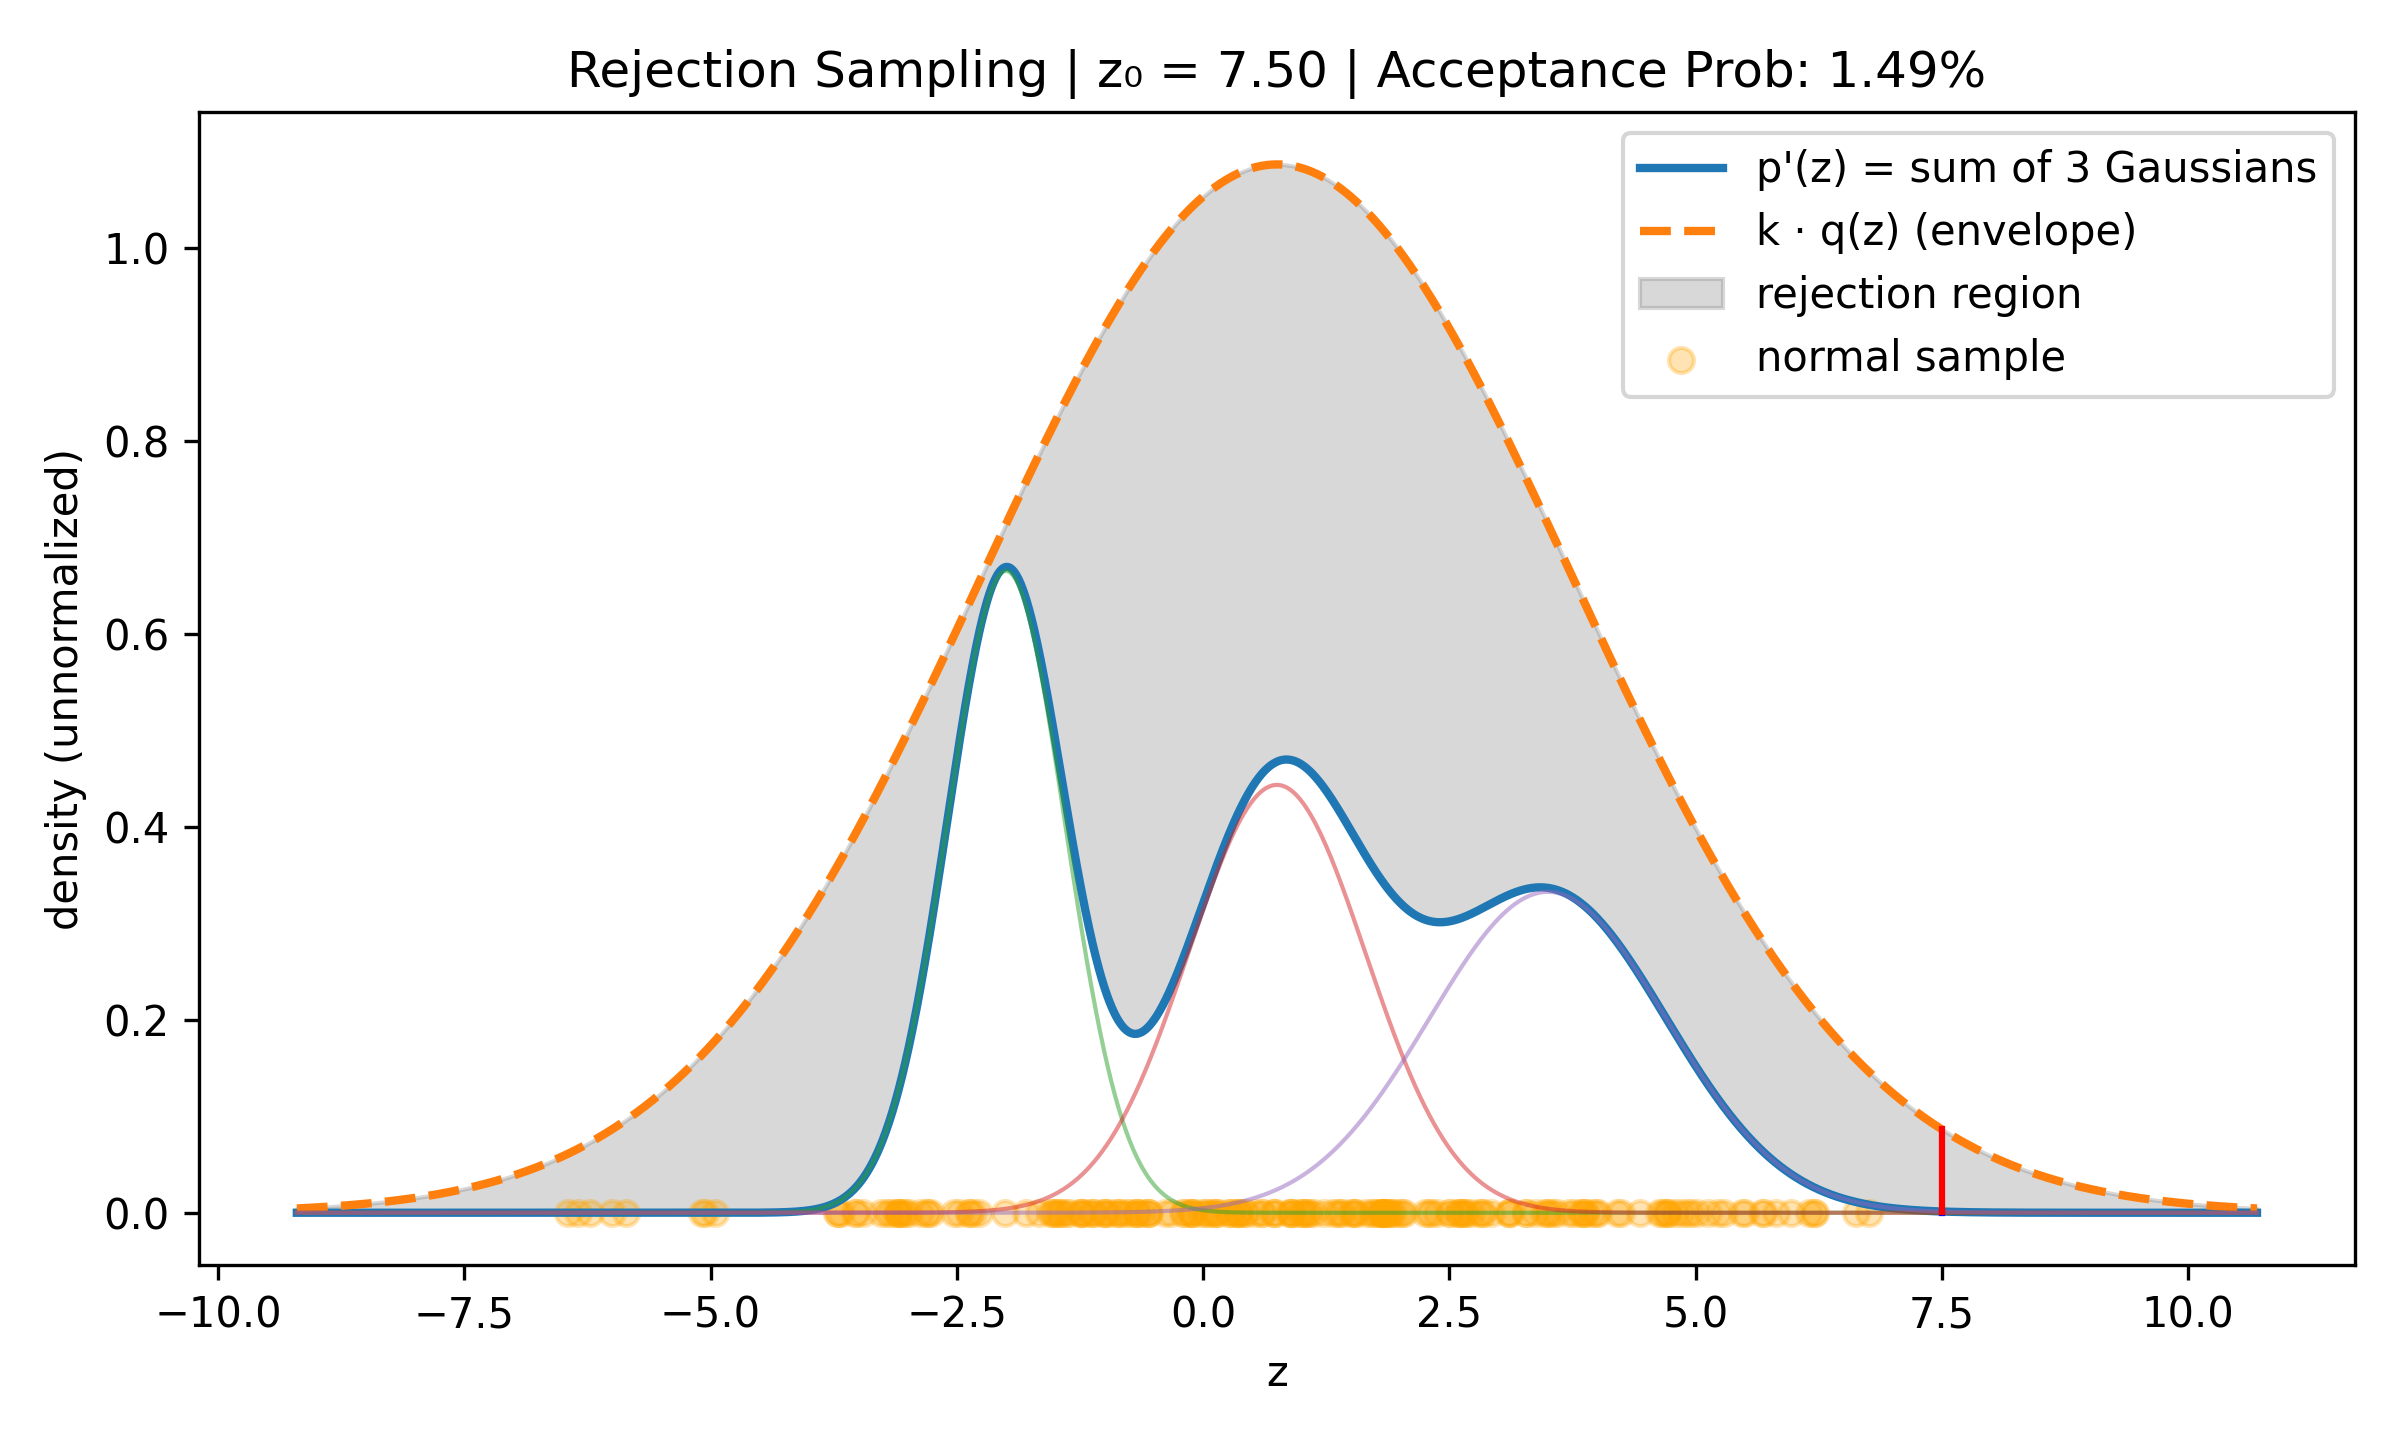 Rejection Sampling | z₀ = 7.50 | Acceptance Prob: 1.49%
p'(z) = sum of 3 Gaussians
k · q(z) (envelope)
rejection region
normal sample
density (unnormalized)
1.0
0.8
0.6
0.4
0.2
0.0
−10.0 −7.5 −5.0 −2.5 0.0 2.5 5.0 7.5 10.0
z